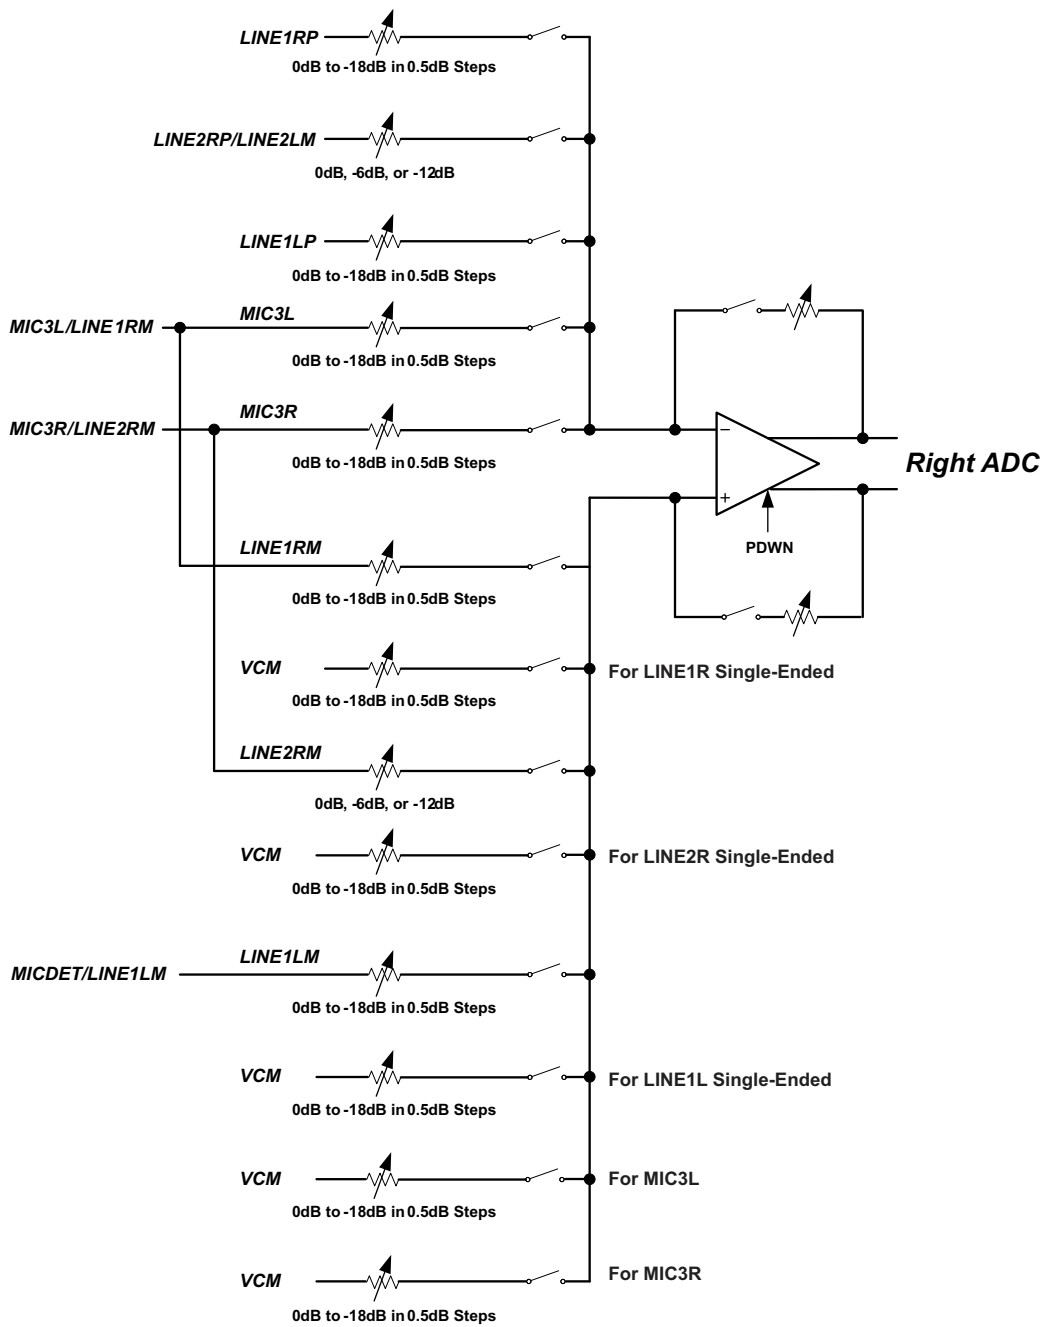 LINE1RP
0dB to -18dB in 0.5dB Steps
LINE2RP/LINE2LM
0dB, -6dB, or -12dB
LINE1LP
0dB to -18dB in 0.5dB Steps
MIC3L/LINE1RM
MIC3L
0dB to -18dB in 0.5dB Steps
MIC3R/LINE2RM
MIC3R
0dB to -18dB in 0.5dB Steps
−
+
Right ADC
PDWN
LINE1RM
0dB to -18dB in 0.5dB Steps
VCM
For LINE1R Single-Ended
0dB to -18dB in 0.5dB Steps
LINE2RM
0dB, -6dB, or -12dB
VCM
For LINE2R Single-Ended
0dB to -18dB in 0.5dB Steps
MICDET/LINE1LM
LINE1LM
0dB to -18dB in 0.5dB Steps
VCM
For LINE1L Single-Ended
0dB to -18dB in 0.5dB Steps
VCM
For MIC3L
0dB to -18dB in 0.5dB Steps
VCM
For MIC3R
0dB to -18dB in 0.5dB Steps